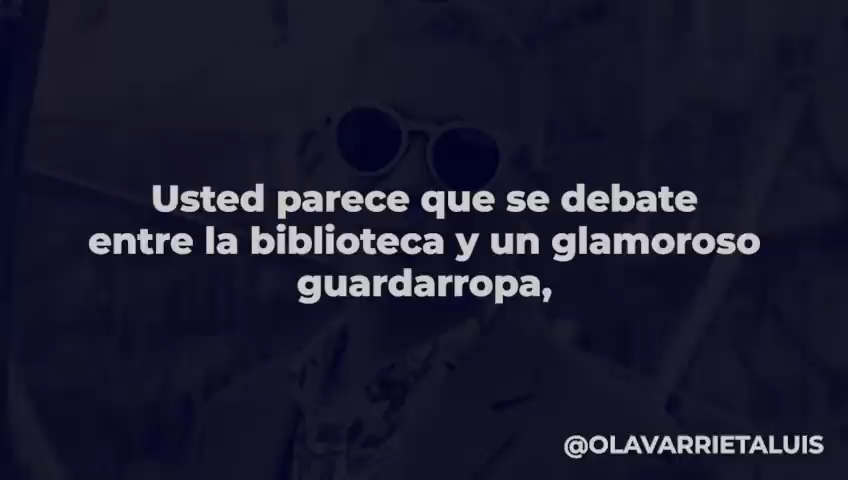 Usted parece que se debate
entre la biblioteca y un glamoroso
guardarropa,
@OLAVARRIETALUIS